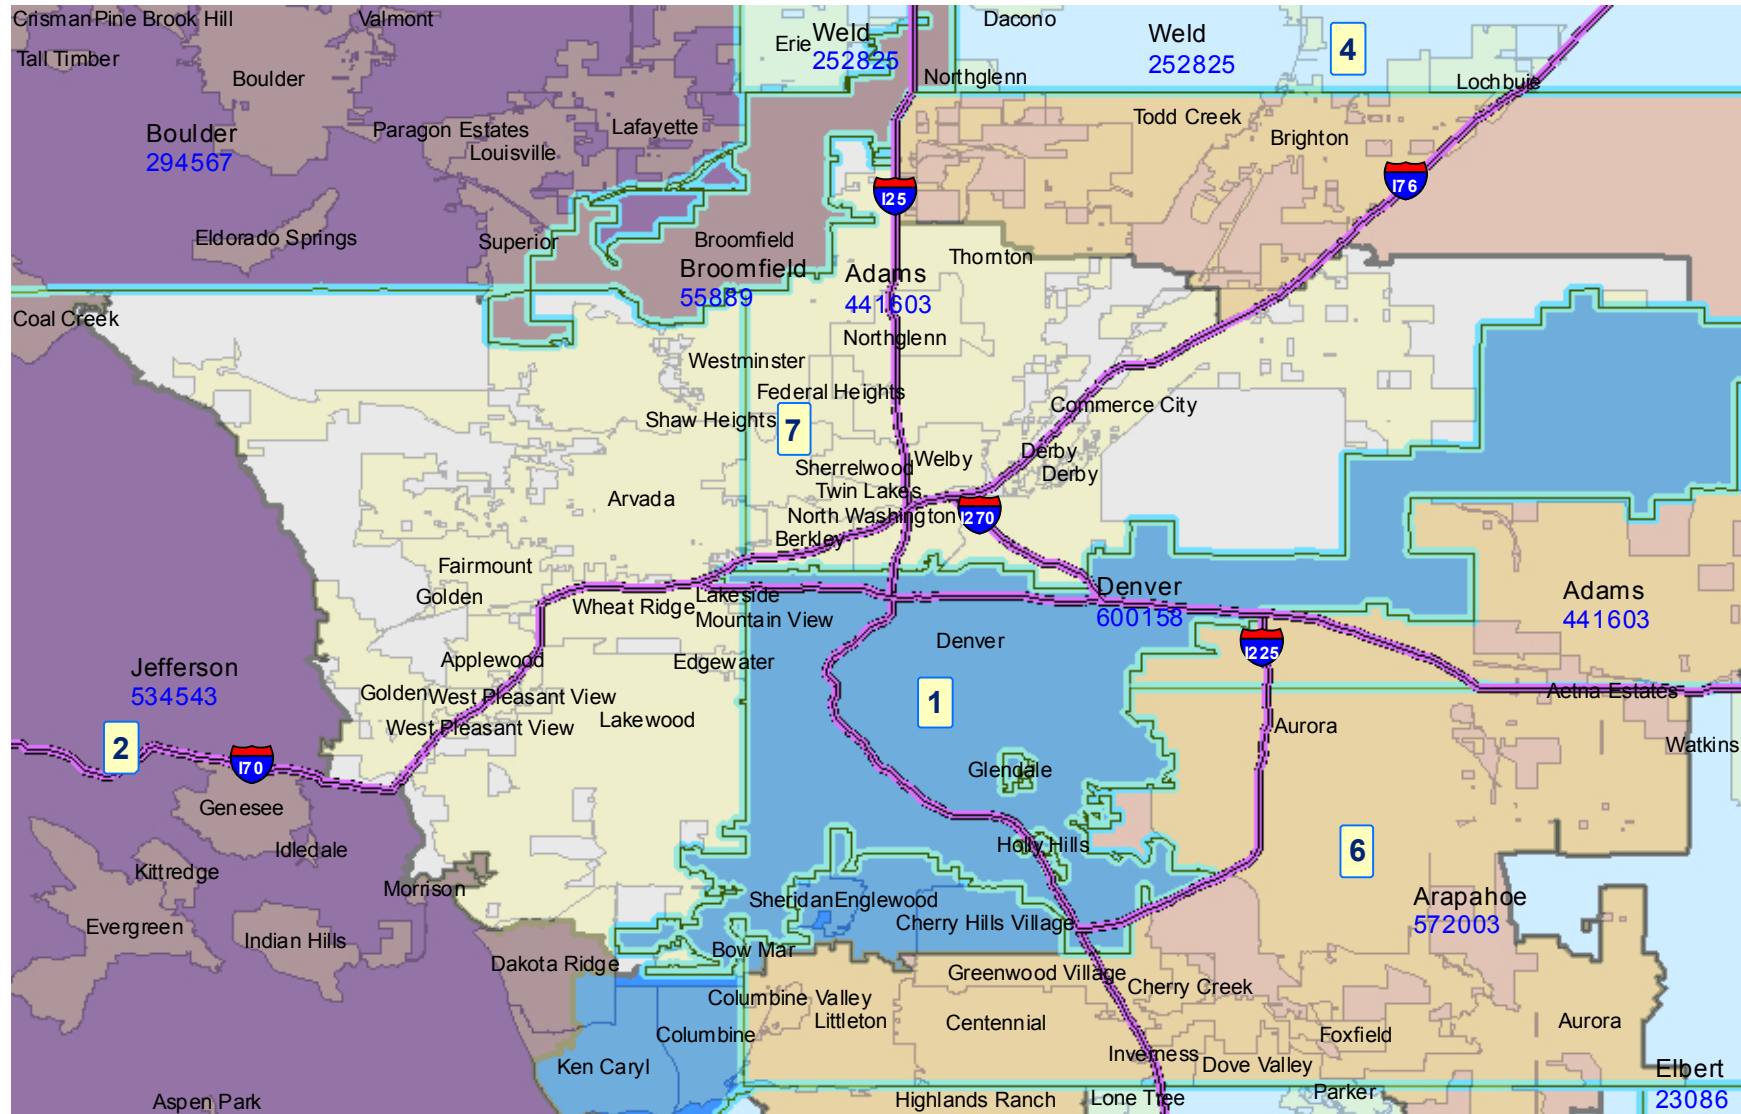 Crisman
Pine Brook Hill
Valmont
Dacono
Tall Timber
Erie
Weld
252825
Weld
252825
4
Boulder
Northglenn
Lochbuie
Boulder
294567
Paragon Estates
Lafayette
Louisville
Todd Creek
Brighton
I25
I76
Eldorado Springs
Superior
Broomfield
Broomfield
55889
Thornton
Adams
441603
Coal Creek
Northglenn
Westminster
Federal Heights
Shaw Heights
7
Commerce City
Sherrelwood
Welby
Derby
Derby
Arvada
Twin Lakes
North Washington
I270
Berkley
Fairmount
Golden
Wheat Ridge
Lakeside
Mountain View
Denver
600158
Adams
441603
Denver
I225
Jefferson
534543
Applewood
Edgewater
Golden
West Pleasant View
West Pleasant View
Lakewood
1
Aetna Estates
Aurora
Watkins
2
I70
Glendale
Genesee
Idledale
Holly Hills
6
Kittredge
Morrison
Sheridan
Englewood
Cherry Hills Village
Arapahoe
572003
Evergreen
Indian Hills
Bow Mar
Dakota Ridge
Greenwood Village
Cherry Creek
Columbine Valley
Littleton
Centennial
Columbine
Foxfield
Aurora
Ken Caryl
Inverness
Dove Valley
Elbert
23086
Aspen Park
Highlands Ranch
Lone Tree
Parker